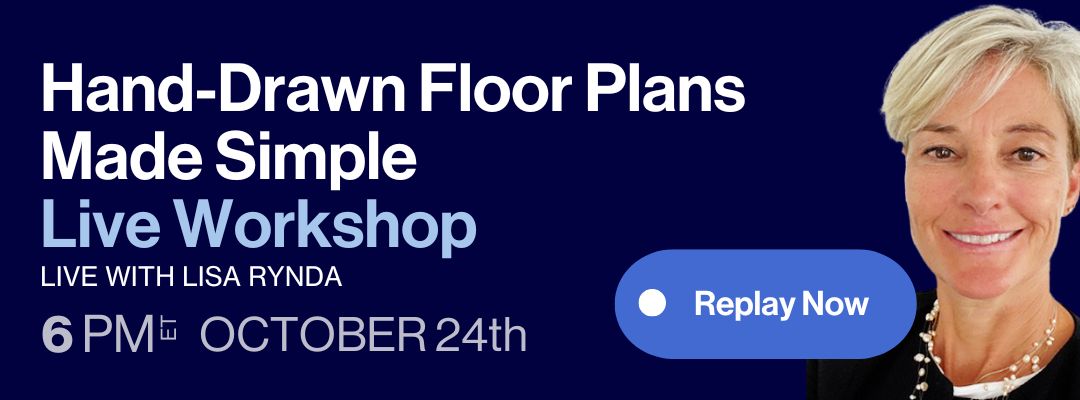 Hand-Drawn Floor Plans
Made Simple
Live Workshop
LIVE WITH LISA RYNDA
6 PM ET OCTOBER 24th
Replay Now